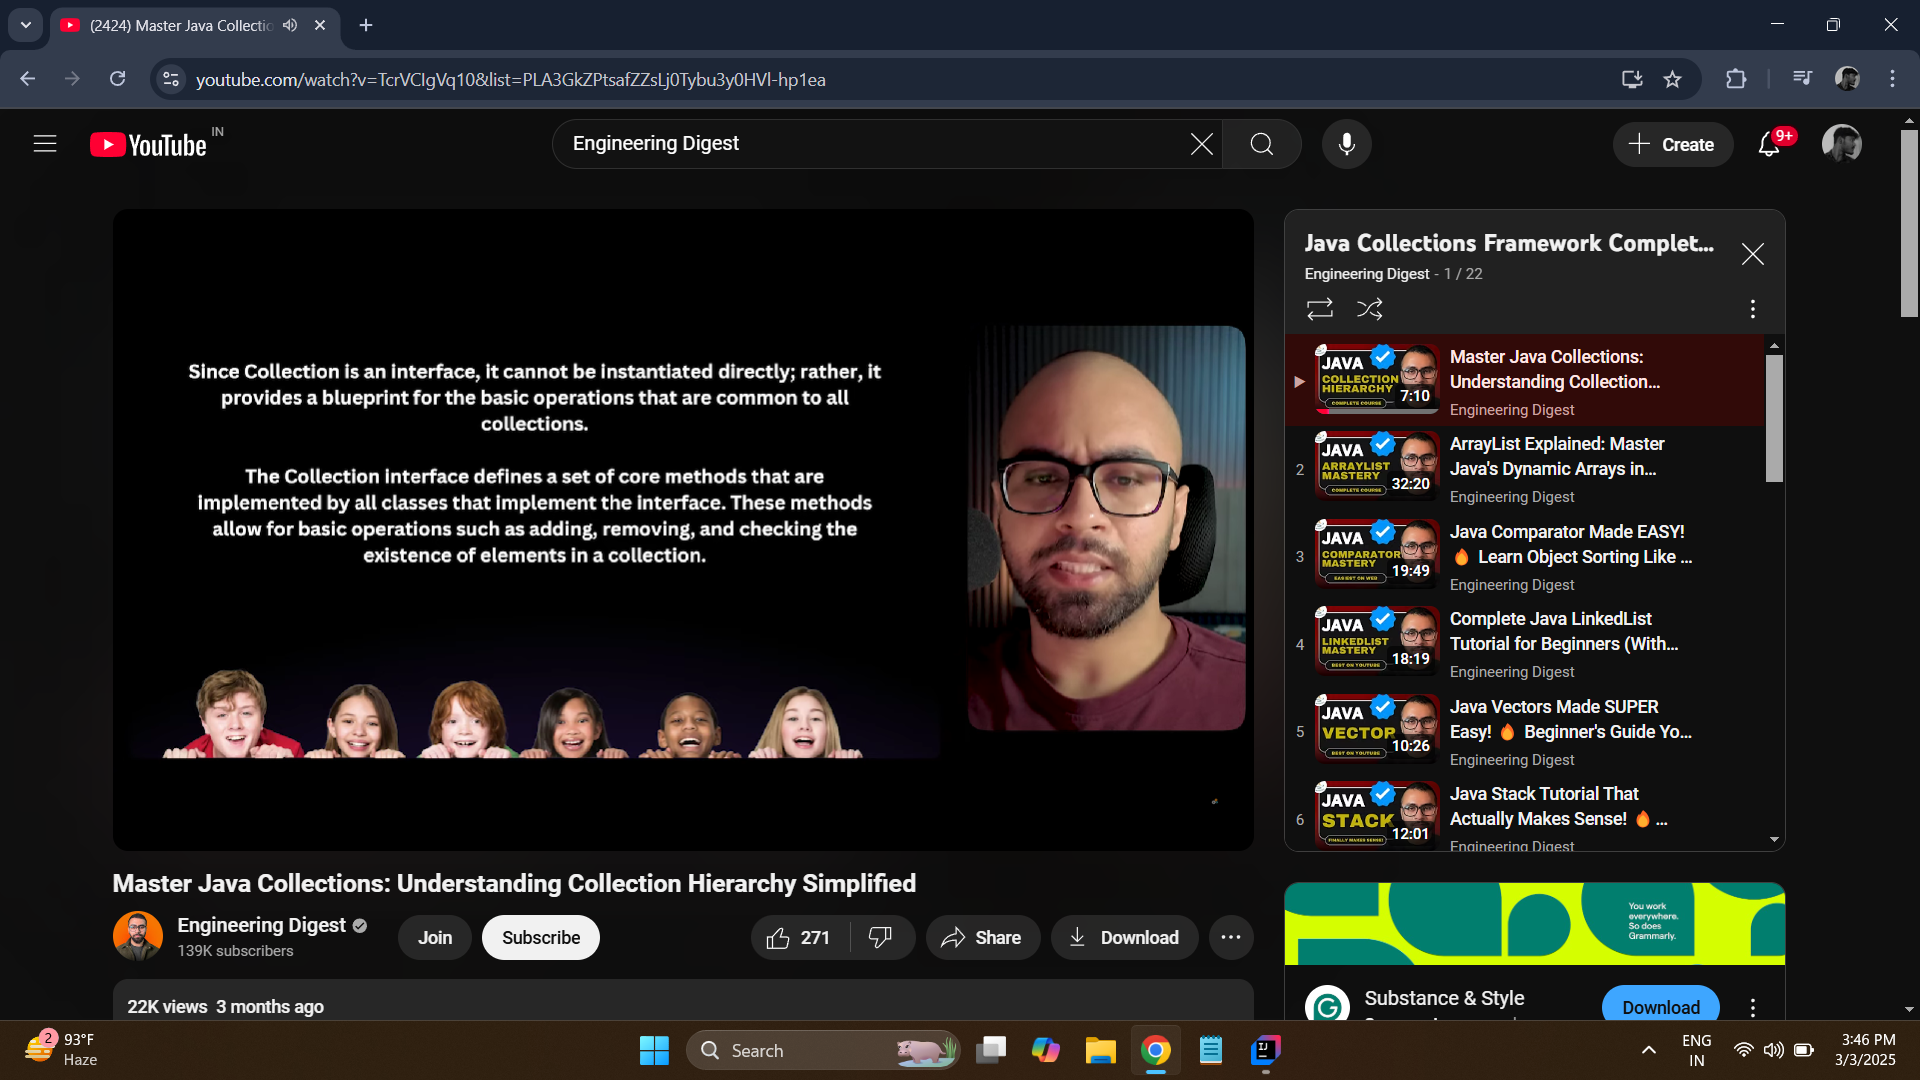 (2424) Master Java Collectio
youtube.com/watch?v=TcrVCIgVq10&list=PLA3GkZPtsafZZsLj0Tybu3y0HVl-hp1ea
YouTube IN
Engineering Digest
Create
9+
Since Collection is an interface, it cannot be instantiated directly; rather, it
provides a blueprint for the basic operations that are common to all
collections.
The Collection interface defines a set of core methods that are
implemented by all classes that implement the interface. These methods
allow for basic operations such as adding, removing, and checking the
existence of elements in a collection.
Java Collections Framework Complet...
Engineering Digest - 1 / 22
JAVA
COLLECTION
HIERARCHY
COMPLETE COURSE
7:10
Master Java Collections:
Understanding Collection...
Engineering Digest
2
JAVA
ARRAYLIST
MASTERY
COMPLETE COURSE
32:20
ArrayList Explained: Master
Java's Dynamic Arrays in...
Engineering Digest
3
JAVA
COMPARATOR
MASTERY
EASIEST ON WEB
19:49
Java Comparator Made EASY!
🔥 Learn Object Sorting Like ...
Engineering Digest
4
JAVA
LINKEDLIST
MASTERY
BEST ON YOUTUBE
18:19
Complete Java LinkedList
Tutorial for Beginners (With...
Engineering Digest
5
JAVA
VECTOR
BEST ON YOUTUBE
10:26
Java Vectors Made SUPER
Easy! 🔥 Beginner's Guide Yo...
Engineering Digest
6
JAVA
STACK
FINALLY MAKES SENSE!
12:01
Java Stack Tutorial That
Actually Makes Sense! 🔥 ...
Engineering Digest
Master Java Collections: Understanding Collection Hierarchy Simplified
Engineering Digest
139K subscribers
Join
Subscribe
271
Share
Download
22K views 3 months ago
You work
everywhere.
So does
Grammarly.
Substance & Style
Download
2
93°F
Haze
Search
ENG
IN
3:46 PM
3/3/2025